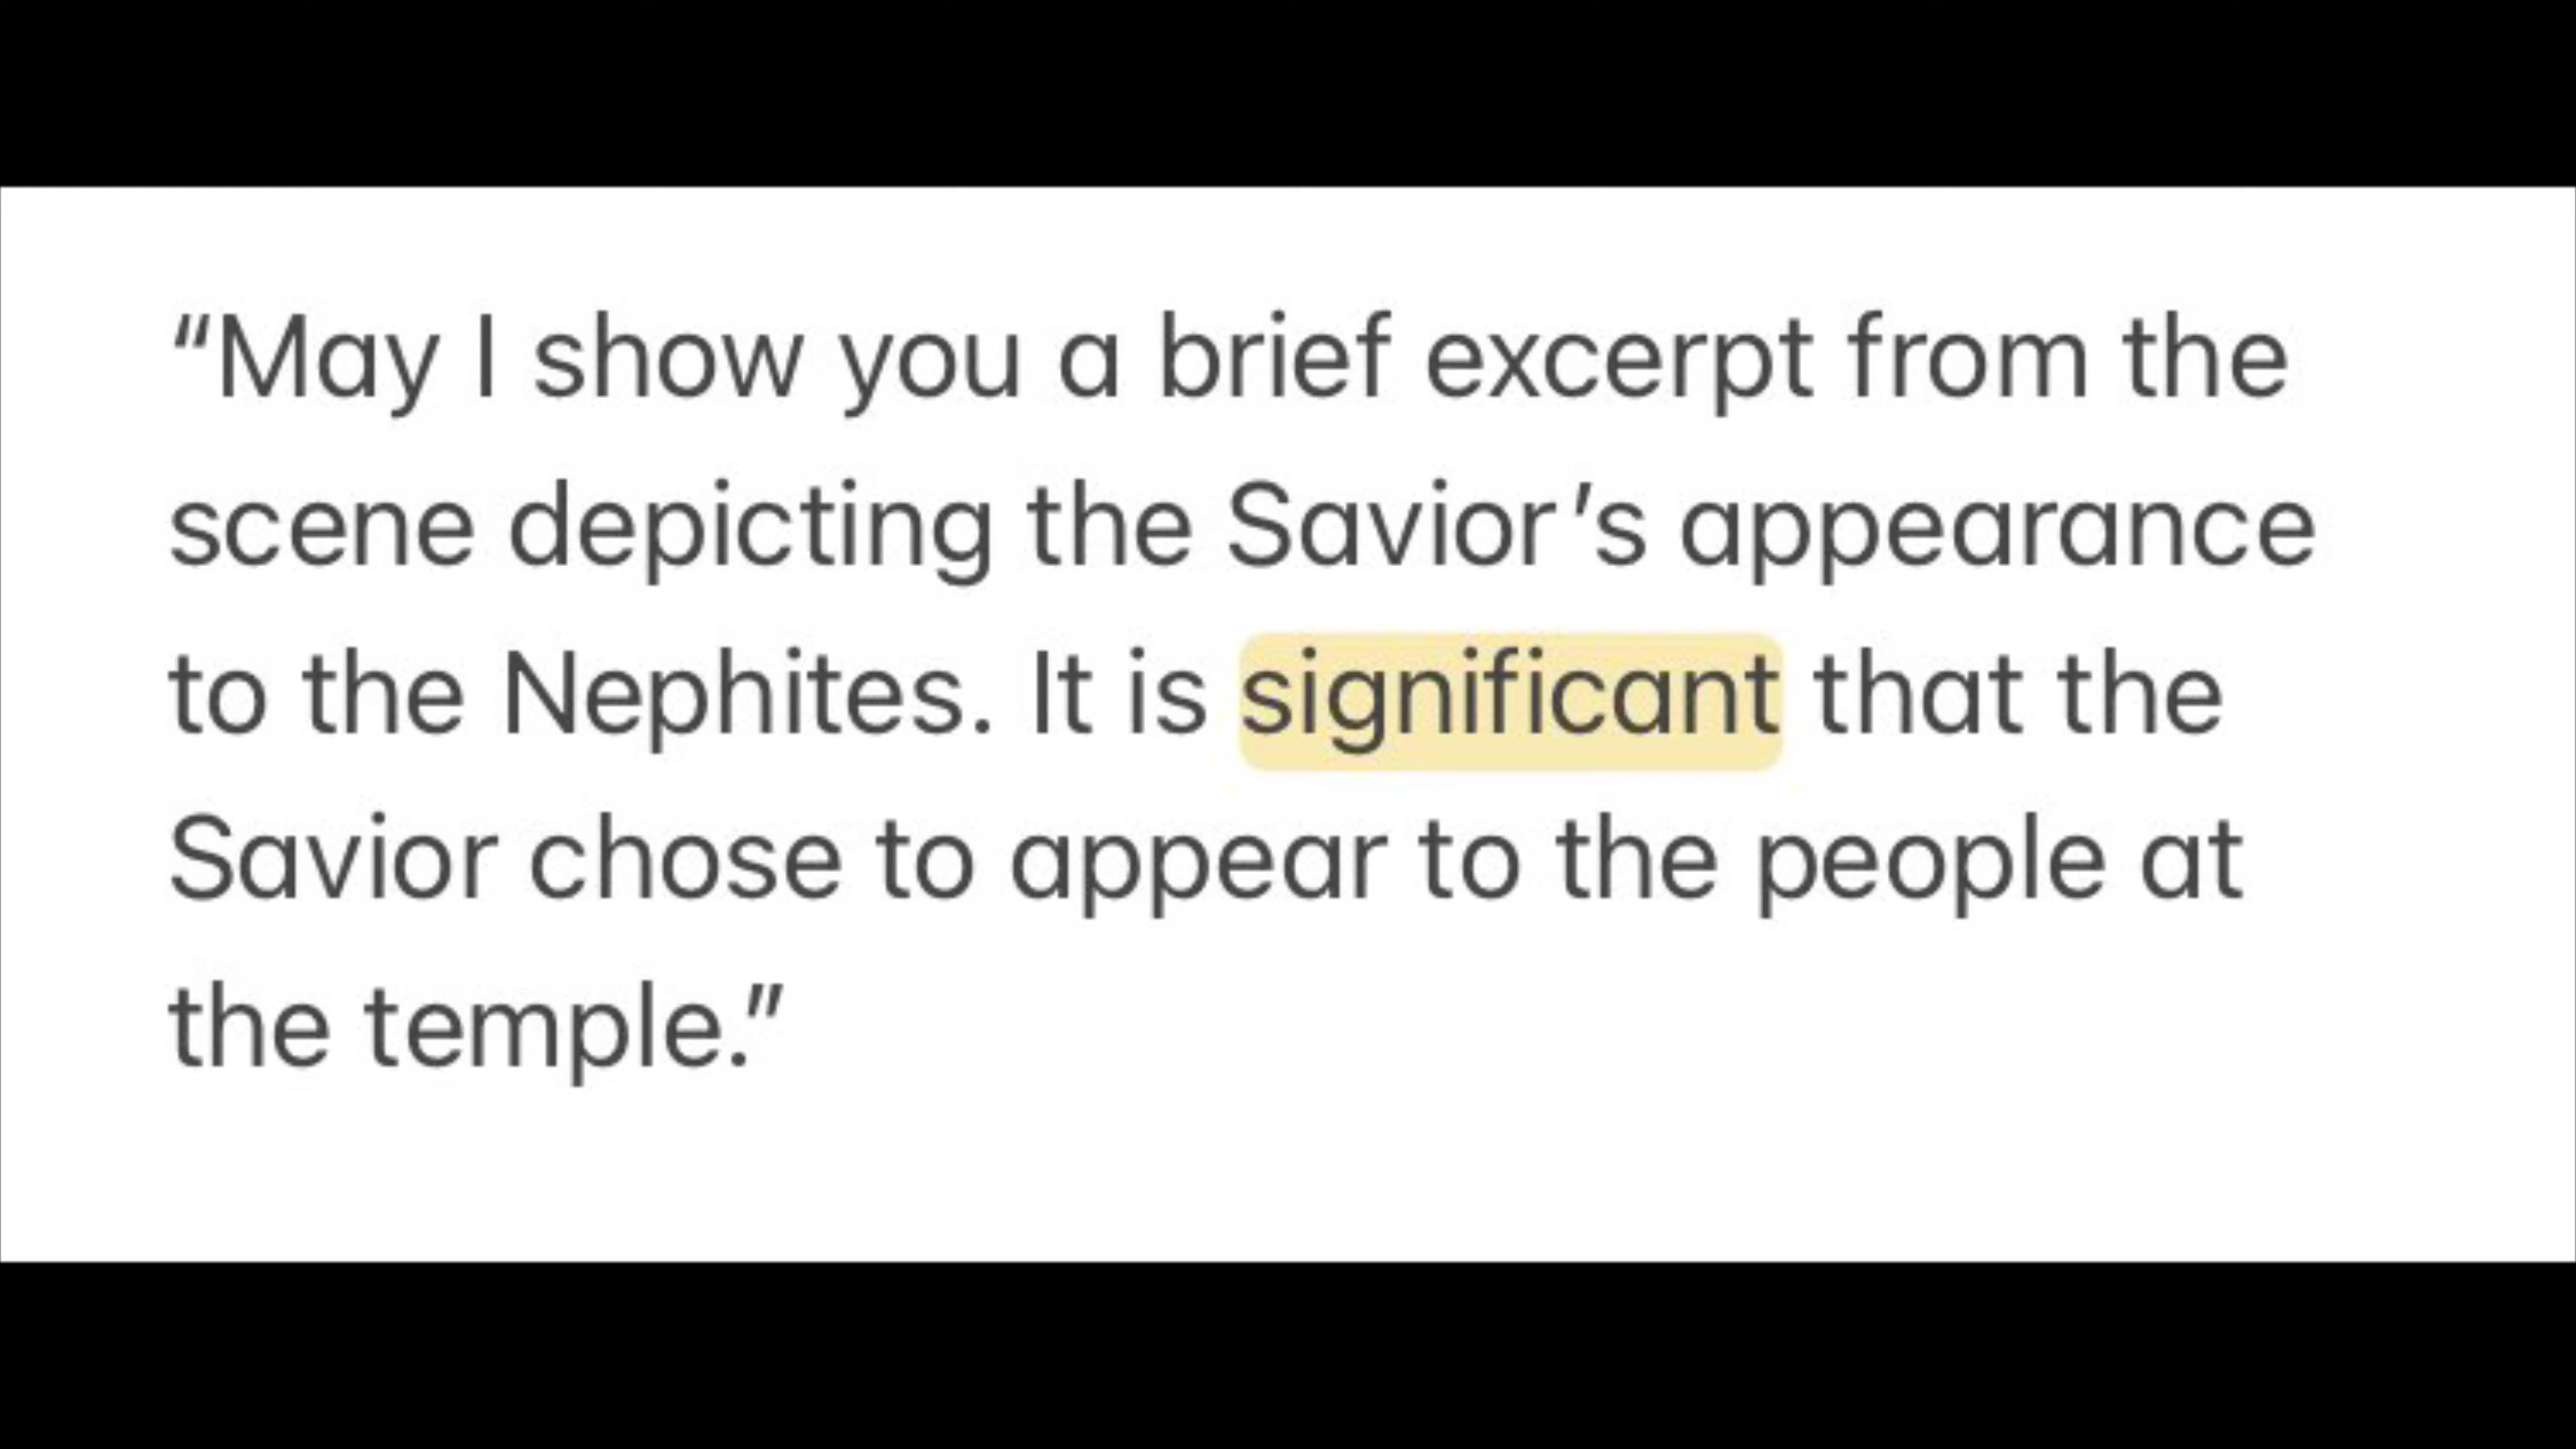 “May I show you a brief excerpt from the
scene depicting the Savior’s appearance
to the Nephites. It is significant that the
Savior chose to appear to the people at
the temple.”